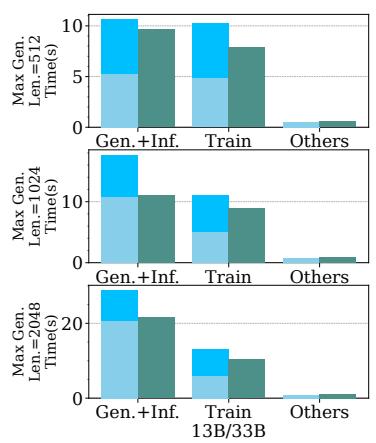 Max Gen.
Len.=512
Time(s)
10
5
0
Gen.+Inf. Train Others
Max Gen.
Len.=1024
Time(s)
10
0
Gen.+Inf. Train Others
Max Gen.
Len.=2048
Time(s)
20
0
Gen.+Inf. Train Others
13B/33B